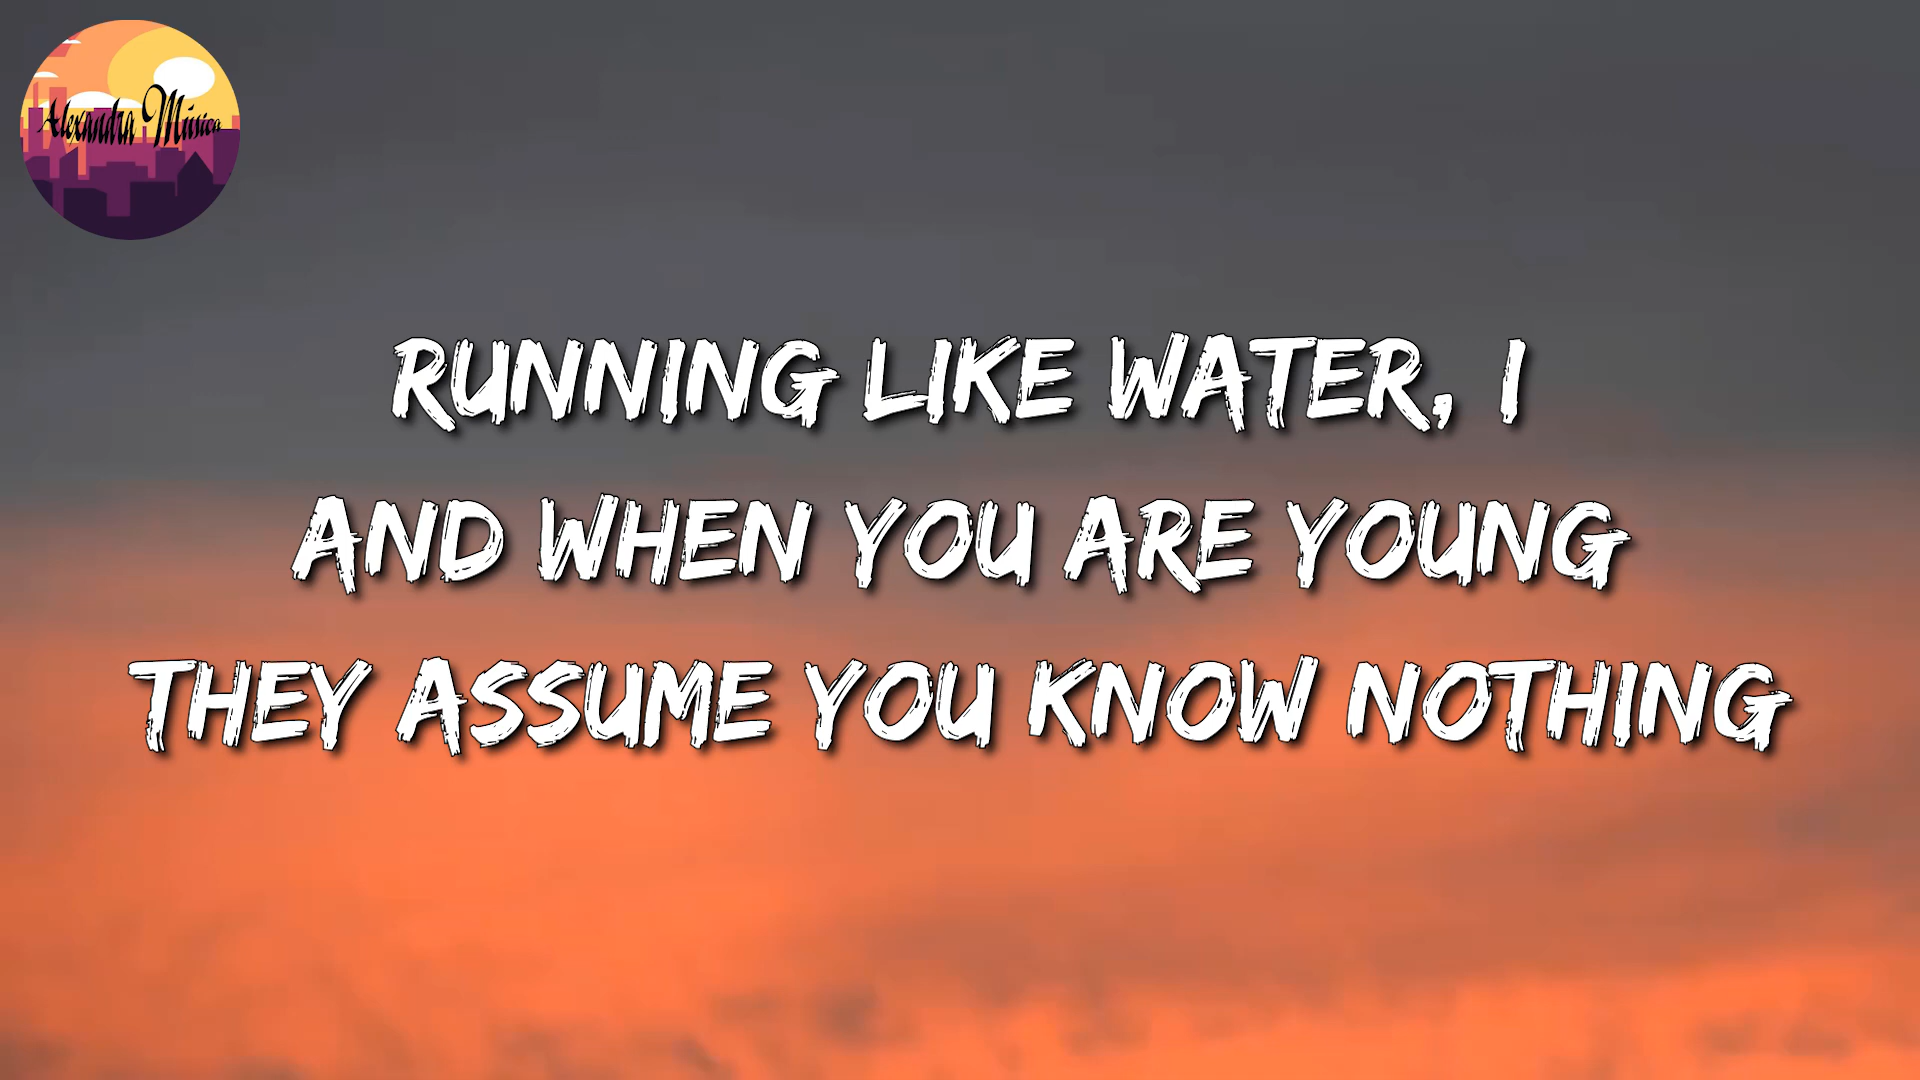 Alexandra Música
RUNNING LIKE WATER, I
AND WHEN YOU ARE YOUNG
THEY ASSUME YOU KNOW NOTHING